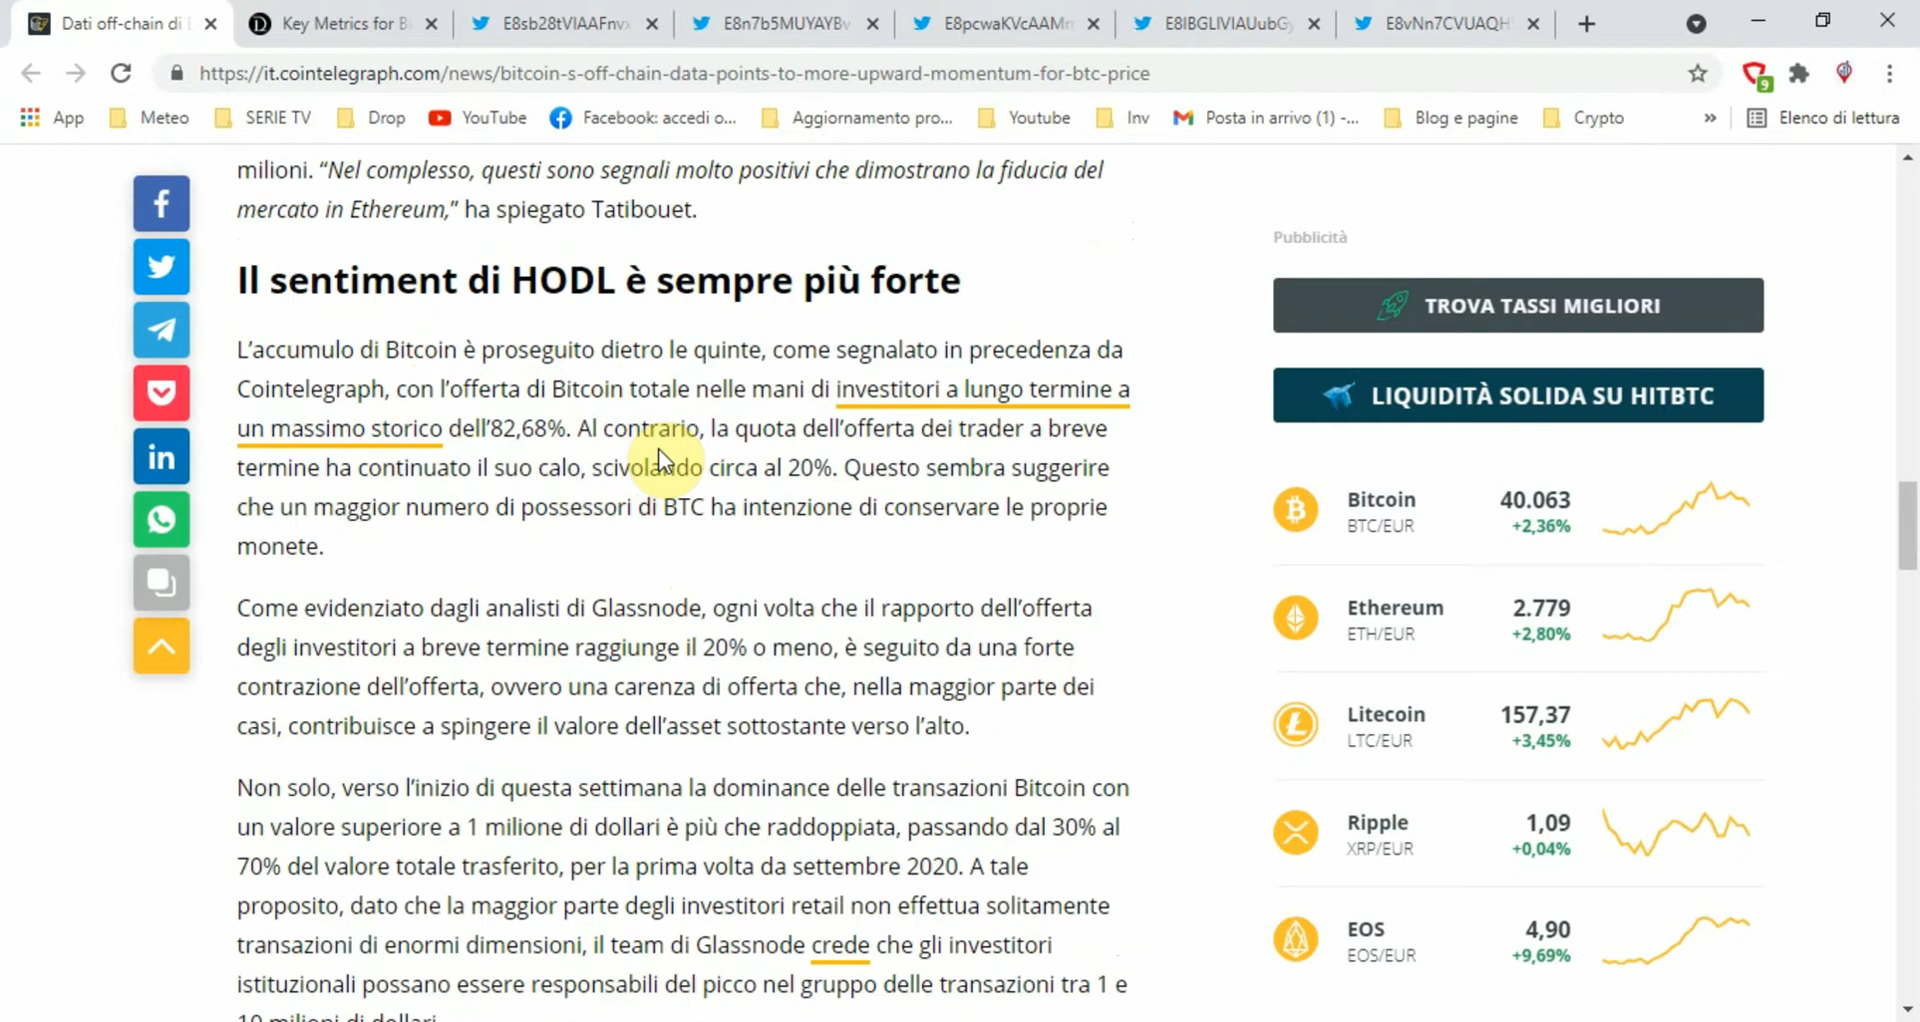 Dati off-chain di
Key Metrics for B
E8sb28tVIAAFnvx
E8n7b5MUYAYBv
E8pcwaKVcAAM
E8IBGLIVIAUubGy
E8vNn7CVUAQH
https://it.cointelegraph.com/news/bitcoin-s-off-chain-data-points-to-more-upward-momentum-for-btc-price
9
App
Meteo
SERIE TV
Drop
YouTube
Facebook: accedi o...
Aggiornamento pro...
Youtube
Inv
Posta in arrivo (1) -...
Blog e pagine
Crypto
»
Elenco di lettura
milioni. “Nel complesso, questi sono segnali molto positivi che dimostrano la fiducia del
mercato in Ethereum,” ha spiegato Tatibouet.
Il sentiment di HODL è sempre più forte
L’accumulo di Bitcoin è proseguito dietro le quinte, come segnalato in precedenza da
Cointelegraph, con l’offerta di Bitcoin totale nelle mani di investitori a lungo termine a
un massimo storico dell’82,68%. Al contrario, la quota dell’offerta dei trader a breve
termine ha continuato il suo calo, scivolando circa al 20%. Questo sembra suggerire
che un maggior numero di possessori di BTC ha intenzione di conservare le proprie
monete.
Come evidenziato dagli analisti di Glassnode, ogni volta che il rapporto dell’offerta
degli investitori a breve termine raggiunge il 20% o meno, è seguito da una forte
contrazione dell’offerta, ovvero una carenza di offerta che, nella maggior parte dei
casi, contribuisce a spingere il valore dell’asset sottostante verso l’alto.
Non solo, verso l’inizio di questa settimana la dominance delle transazioni Bitcoin con
un valore superiore a 1 milione di dollari è più che raddoppiata, passando dal 30% al
70% del valore totale trasferito, per la prima volta da settembre 2020. A tale
proposito, dato che la maggior parte degli investitori retail non effettua solitamente
transazioni di enormi dimensioni, il team di Glassnode crede che gli investitori
istituzionali possano essere responsabili del picco nel gruppo delle transazioni tra 1 e
10 milioni di dollari.
Pubblicità
TROVA TASSI MIGLIORI
LIQUIDITÀ SOLIDA SU HITBTC
Bitcoin 40.063
BTC/EUR +2,36%
Ethereum 2.779
ETH/EUR +2,80%
Litecoin 157,37
LTC/EUR +3,45%
Ripple 1,09
XRP/EUR +0,04%
EOS 4,90
EOS/EUR +9,69%